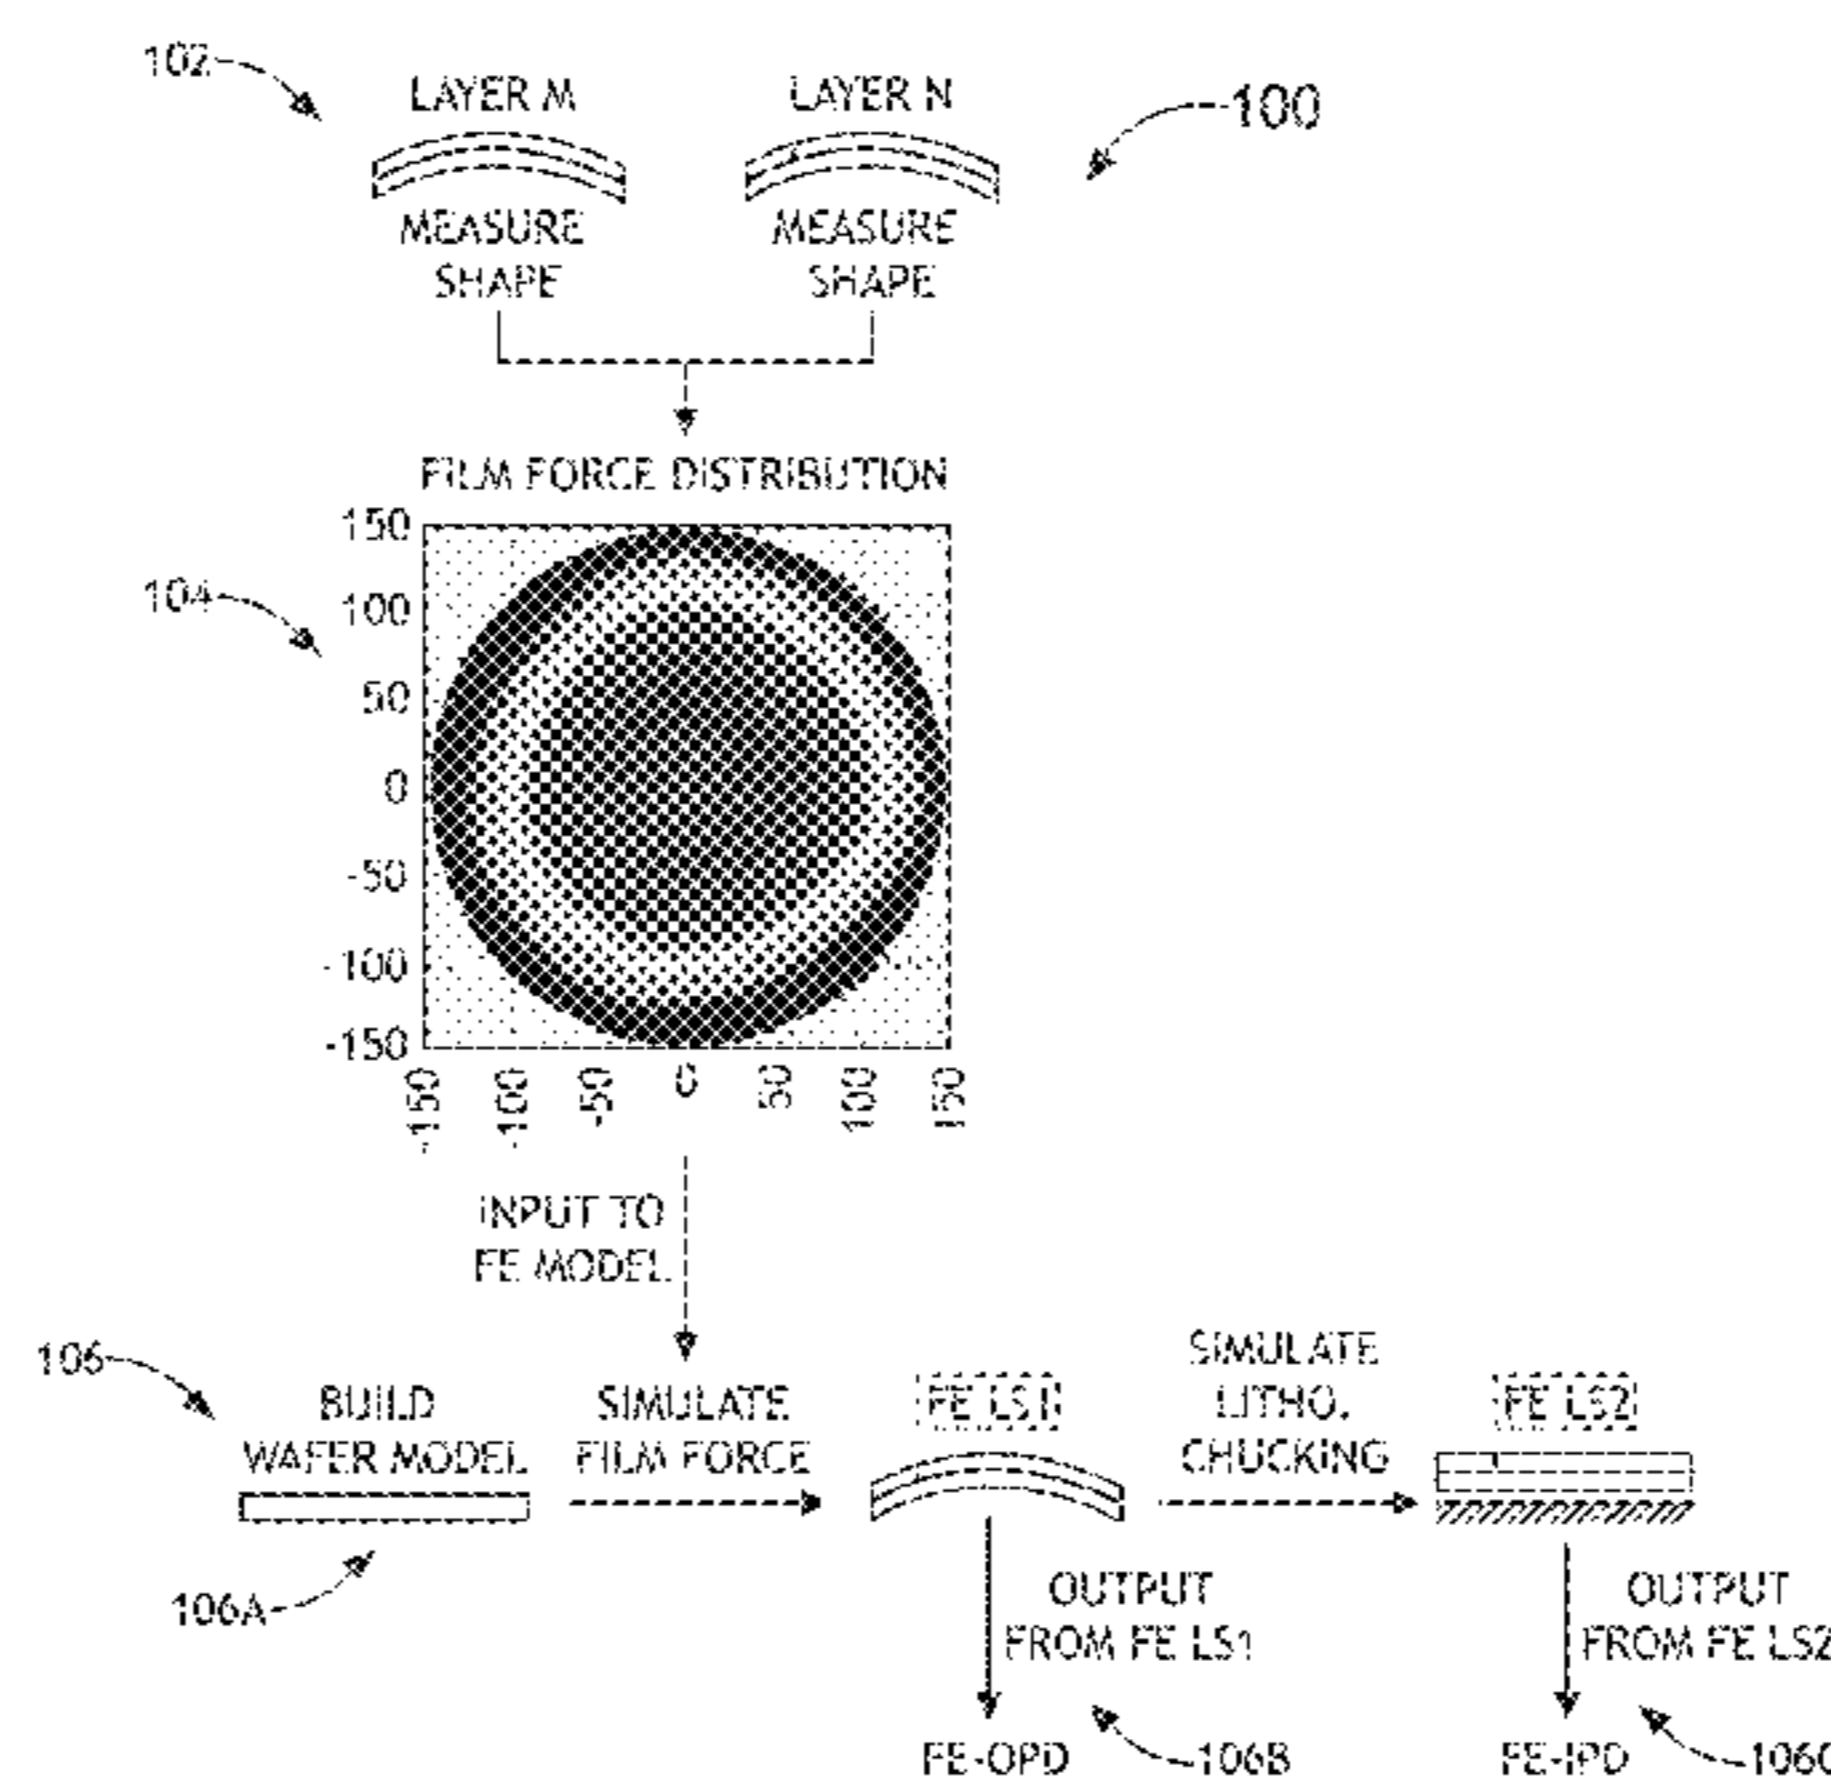 102
LAYER M
LAYER N
100
MEASURE
SHAPE
MEASURE
SHAPE
FILM FORCE DISTRIBUTION
104
150
100
50
0
-50
-100
-150
-150
-100
-50
0
50
100
150
INPUT TO
FE MODEL
106
BUILD
WAFER MODEL
SIMULATE
FILM FORCE
FE LS1
SIMULATE
LITHO.
CHUCKING
FE LS2
106A
OUTPUT
FROM FE LS1
OUTPUT
FROM FE LS2
FE-OPD
106B
FE-IPD
106C